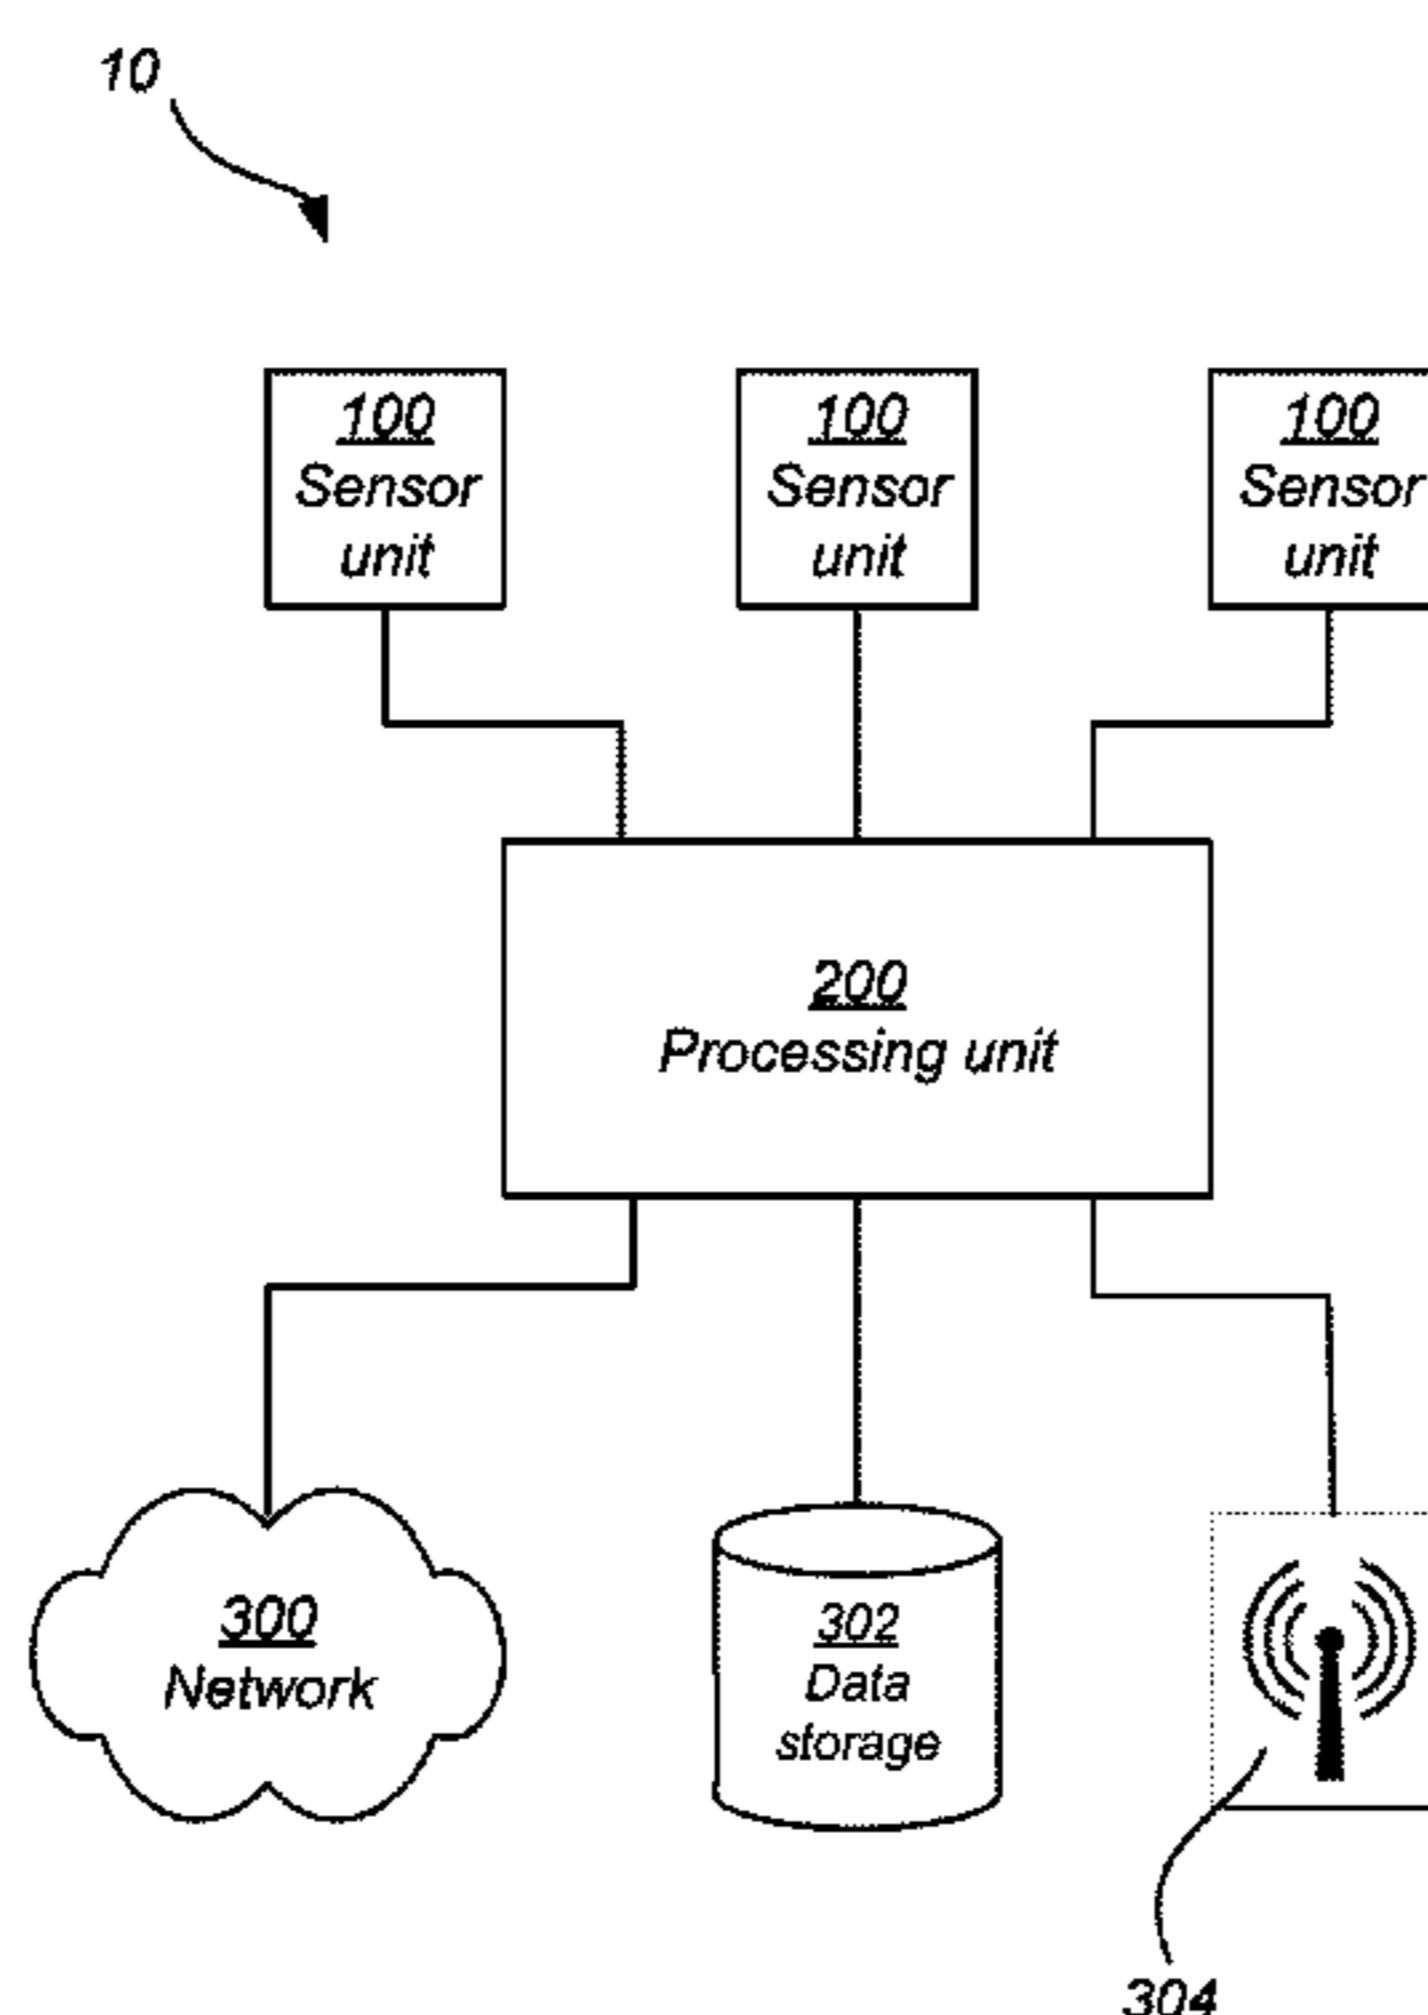 10
100
Sensor
unit
100
Sensor
unit
100
Sensor
unit
200
Processing unit
300
Network
302
Data
storage
304